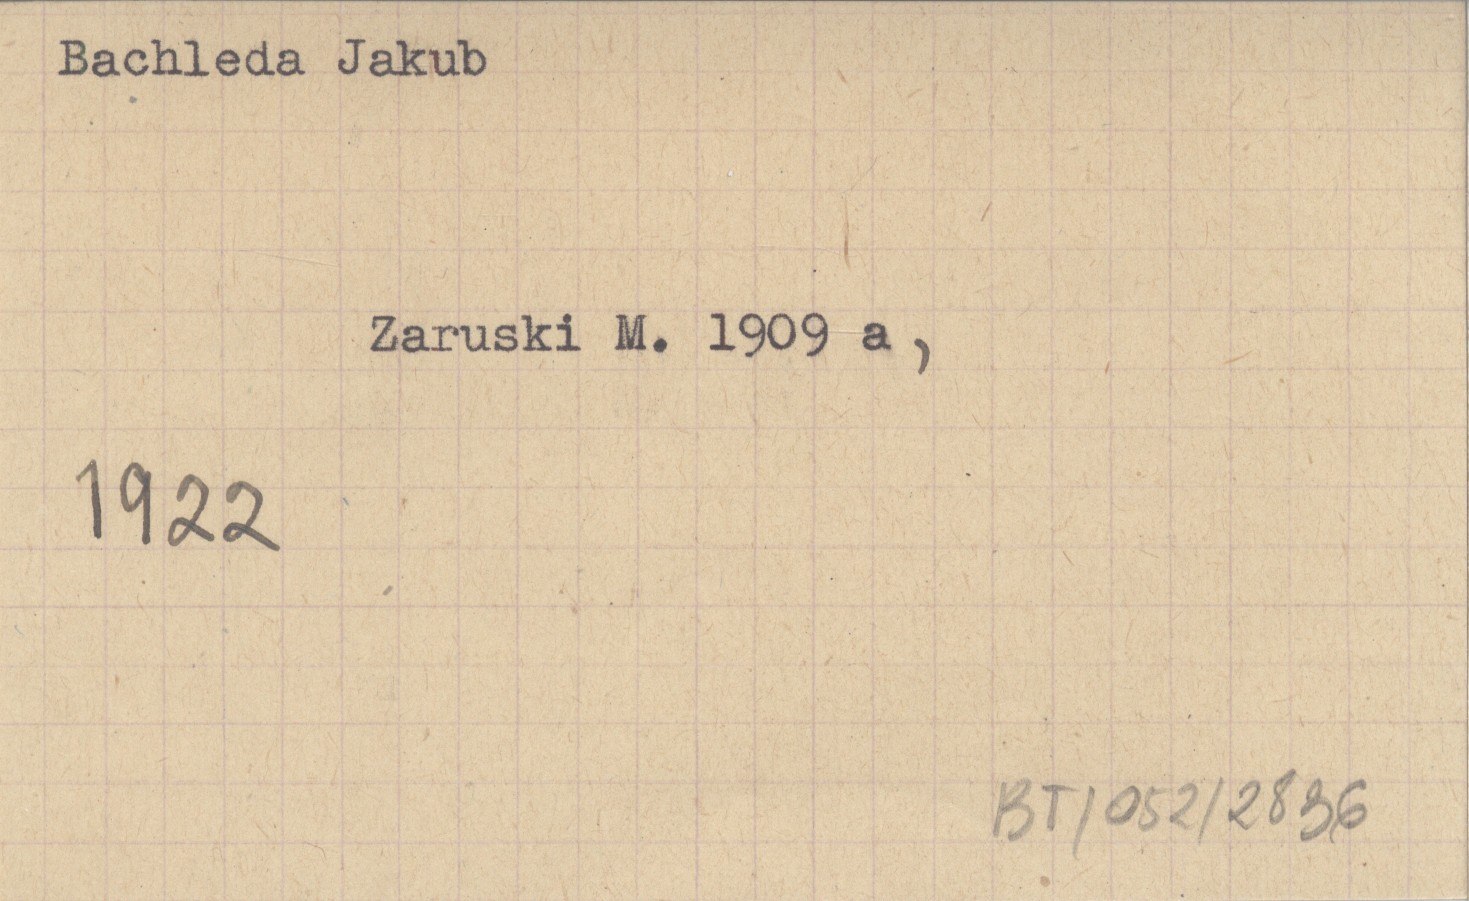 Bachleda Jakub
Zaruski M. 1909 a,
1922
BT/052/2836